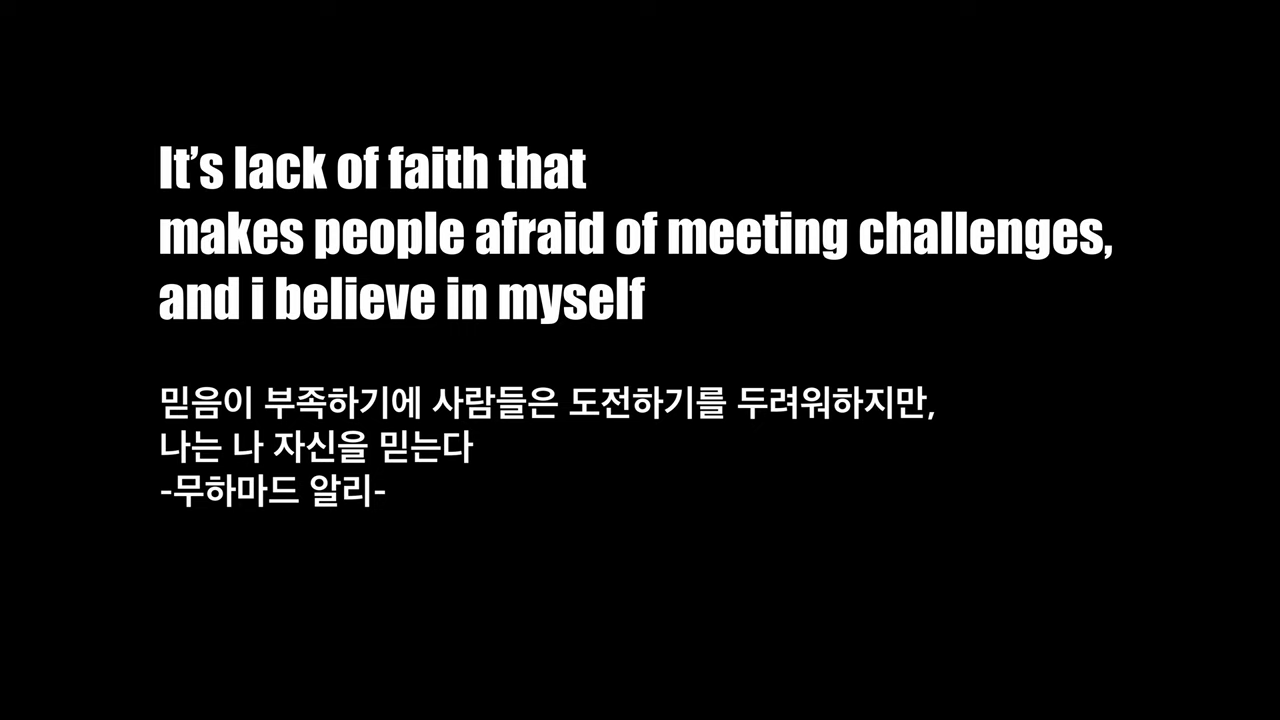 It’s lack of faith that
makes people afraid of meeting challenges,
and i believe in myself
믿음이 부족하기에 사람들은 도전하기를 두려워하지만,
나는 나 자신을 믿는다
-무하마드 알리-